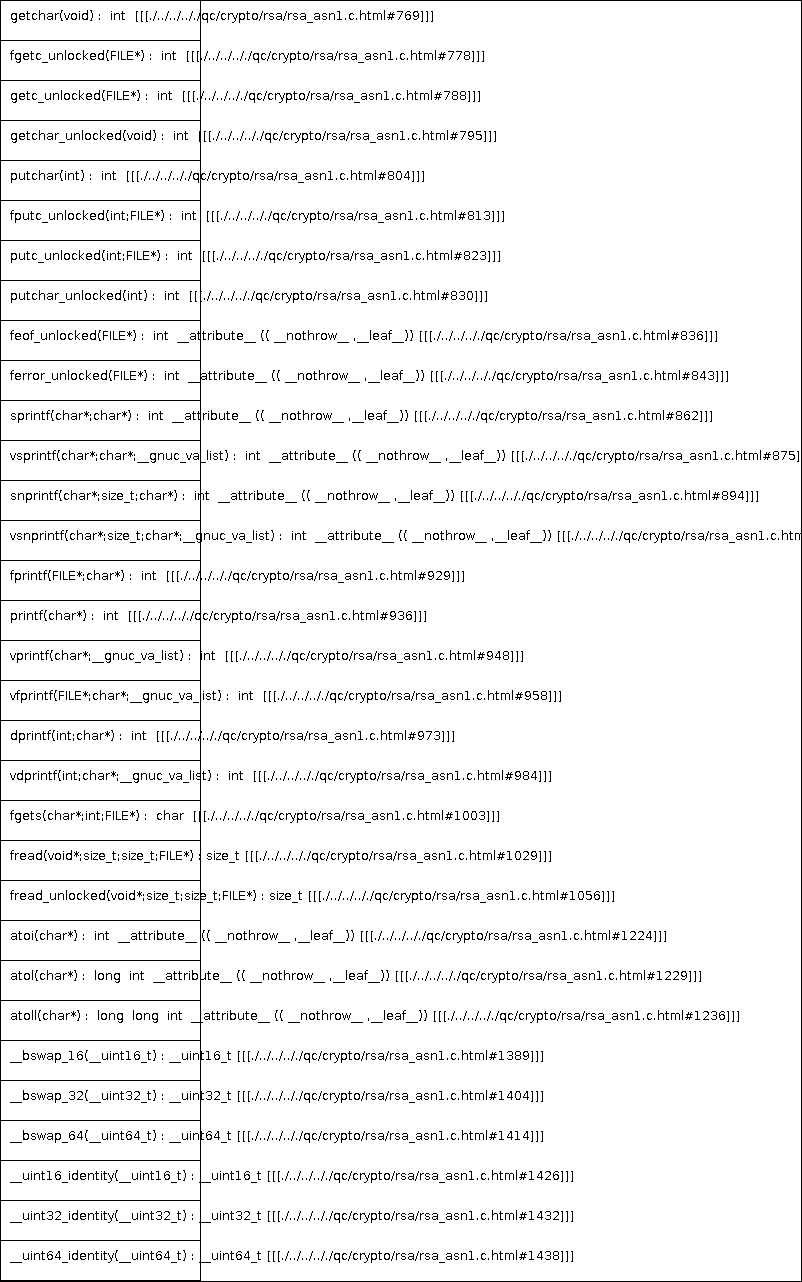 getchar(void) : int [[[./../../././qc/crypto/rsa/rsa_asn1.c.html#769]]]
fgetc_unlocked(FILE*) : int [[[./../../././qc/crypto/rsa/rsa_asn1.c.html#778]]]
getc_unlocked(FILE*) : int [[[./../../././qc/crypto/rsa/rsa_asn1.c.html#788]]]
getchar_unlocked(void) : int [[[./../../././qc/crypto/rsa/rsa_asn1.c.html#795]]]
putchar(int) : int [[[./../../././qc/crypto/rsa/rsa_asn1.c.html#804]]]
fputc_unlocked(int;FILE*) : int [[[./../../././qc/crypto/rsa/rsa_asn1.c.html#813]]]
putc_unlocked(int;FILE*) : int [[[./../../././qc/crypto/rsa/rsa_asn1.c.html#823]]]
putchar_unlocked(int) : int [[[./../../././qc/crypto/rsa/rsa_asn1.c.html#830]]]
feof_unlocked(FILE*) : int __attribute__ (( __nothrow__ ,__leaf__)) [[[./../../././qc/crypto/rsa/rsa_asn1.c.html#836]]]
ferror_unlocked(FILE*) : int __attribute__ (( __nothrow__ ,__leaf__)) [[[./../../././qc/crypto/rsa/rsa_asn1.c.html#843]]]
sprintf(char*;char*) : int __attribute__ (( __nothrow__ ,__leaf__)) [[[./../../././qc/crypto/rsa/rsa_asn1.c.html#862]]]
vsprintf(char*;char*;__gnuc_va_list) : int __attribute__ (( __nothrow__ ,__leaf__)) [[[./../../././qc/crypto/rsa/rsa_asn1.c.html#875]
snprintf(char*;size_t;char*) : int __attribute__ (( __nothrow__ ,__leaf__)) [[[./../../././qc/crypto/rsa/rsa_asn1.c.html#894]]]
vsnprintf(char*;size_t;char*;__gnuc_va_list) : int __attribute__ (( __nothrow__ ,__leaf__)) [[[./../../././qc/crypto/rsa/rsa_asn1.c.htm
fprintf(FILE*;char*) : int [[[./../../././qc/crypto/rsa/rsa_asn1.c.html#929]]]
printf(char*) : int [[[./../../././qc/crypto/rsa/rsa_asn1.c.html#936]]]
vprintf(char*;__gnuc_va_list) : int [[[./../../././qc/crypto/rsa/rsa_asn1.c.html#948]]]
vfprintf(FILE*;char*;__gnuc_va_list) : int [[[./../../././qc/crypto/rsa/rsa_asn1.c.html#958]]]
dprintf(int;char*) : int [[[./../../././qc/crypto/rsa/rsa_asn1.c.html#973]]]
vdprintf(int;char*;__gnuc_va_list) : int [[[./../../././qc/crypto/rsa/rsa_asn1.c.html#984]]]
fgets(char*;int;FILE*) : char [[[./../../././qc/crypto/rsa/rsa_asn1.c.html#1003]]]
fread(void*;size_t;size_t;FILE*) : size_t [[[./../../././qc/crypto/rsa/rsa_asn1.c.html#1029]]]
fread_unlocked(void*;size_t;size_t;FILE*) : size_t [[[./../../././qc/crypto/rsa/rsa_asn1.c.html#1056]]]
atoi(char*) : int __attribute__ (( __nothrow__ ,__leaf__)) [[[./../../././qc/crypto/rsa/rsa_asn1.c.html#1224]]]
atol(char*) : long int __attribute__ (( __nothrow__ ,__leaf__)) [[[./../../././qc/crypto/rsa/rsa_asn1.c.html#1229]]]
atoll(char*) : long long int __attribute__ (( __nothrow__ ,__leaf__)) [[[./../../././qc/crypto/rsa/rsa_asn1.c.html#1236]]]
__bswap_16(__uint16_t) : __uint16_t [[[./../../././qc/crypto/rsa/rsa_asn1.c.html#1389]]]
__bswap_32(__uint32_t) : __uint32_t [[[./../../././qc/crypto/rsa/rsa_asn1.c.html#1404]]]
__bswap_64(__uint64_t) : __uint64_t [[[./../../././qc/crypto/rsa/rsa_asn1.c.html#1414]]]
__uint16_identity(__uint16_t) : __uint16_t [[[./../../././qc/crypto/rsa/rsa_asn1.c.html#1426]]]
__uint32_identity(__uint32_t) : __uint32_t [[[./../../././qc/crypto/rsa/rsa_asn1.c.html#1432]]]
__uint64_identity(__uint64_t) : __uint64_t [[[./../../././qc/crypto/rsa/rsa_asn1.c.html#1438]]]